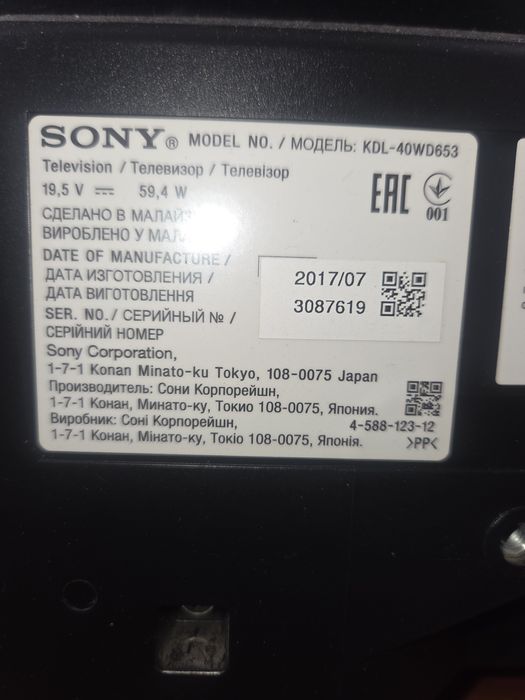 SONY® MODEL NO. / МОДЕЛЬ: KDL-40WD653
Television / Телевизор / Телевізор
19,5 V ⎓ 59,4 W
EAC
001
СДЕЛАНО В
ВИРОБЛЕНО У
DATE OF MANUFACTURE /
ДАТА ИЗГОТОВЛЕНИЯ /
ДАТА ВИГОТОВЛЕННЯ
2017/07
3087619
SER. NO./ СЕРИЙНЫЙ № /
СЕРІЙНИЙ НОМЕР
Sony Corporation,
1-7-1 Konan Minato-ku Tokyo, 108-0075 Japan
Производитель: Сони Корпорейшн,
1-7-1 Конан, Минато-ку, Токио 108-0075, Япония.
Виробник: Соні Корпорейшн,
1-7-1 Конан, Мінато-ку, Токіо 108-0075, Японія.
4-588-123-12
>PP<